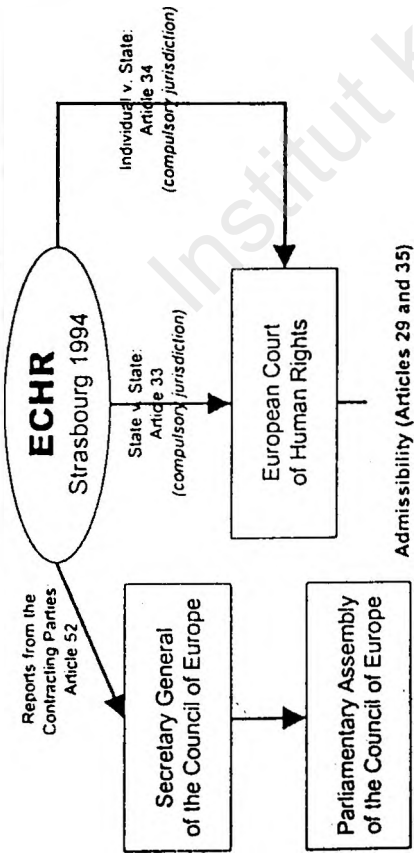 ECHR
Strasbourg 1994
Reports from the
Contracting Parties
Article 52
State v. State:
Article 33
(compulsory jurisdiction)
Individual v. State:
Article 34
(compulsory jurisdiction)
Secretary General
of the Council of Europe
European Court
of Human Rights
Parliamentary Assembly
of the Council of Europe
Admissibility (Articles 29 and 35)
Institut